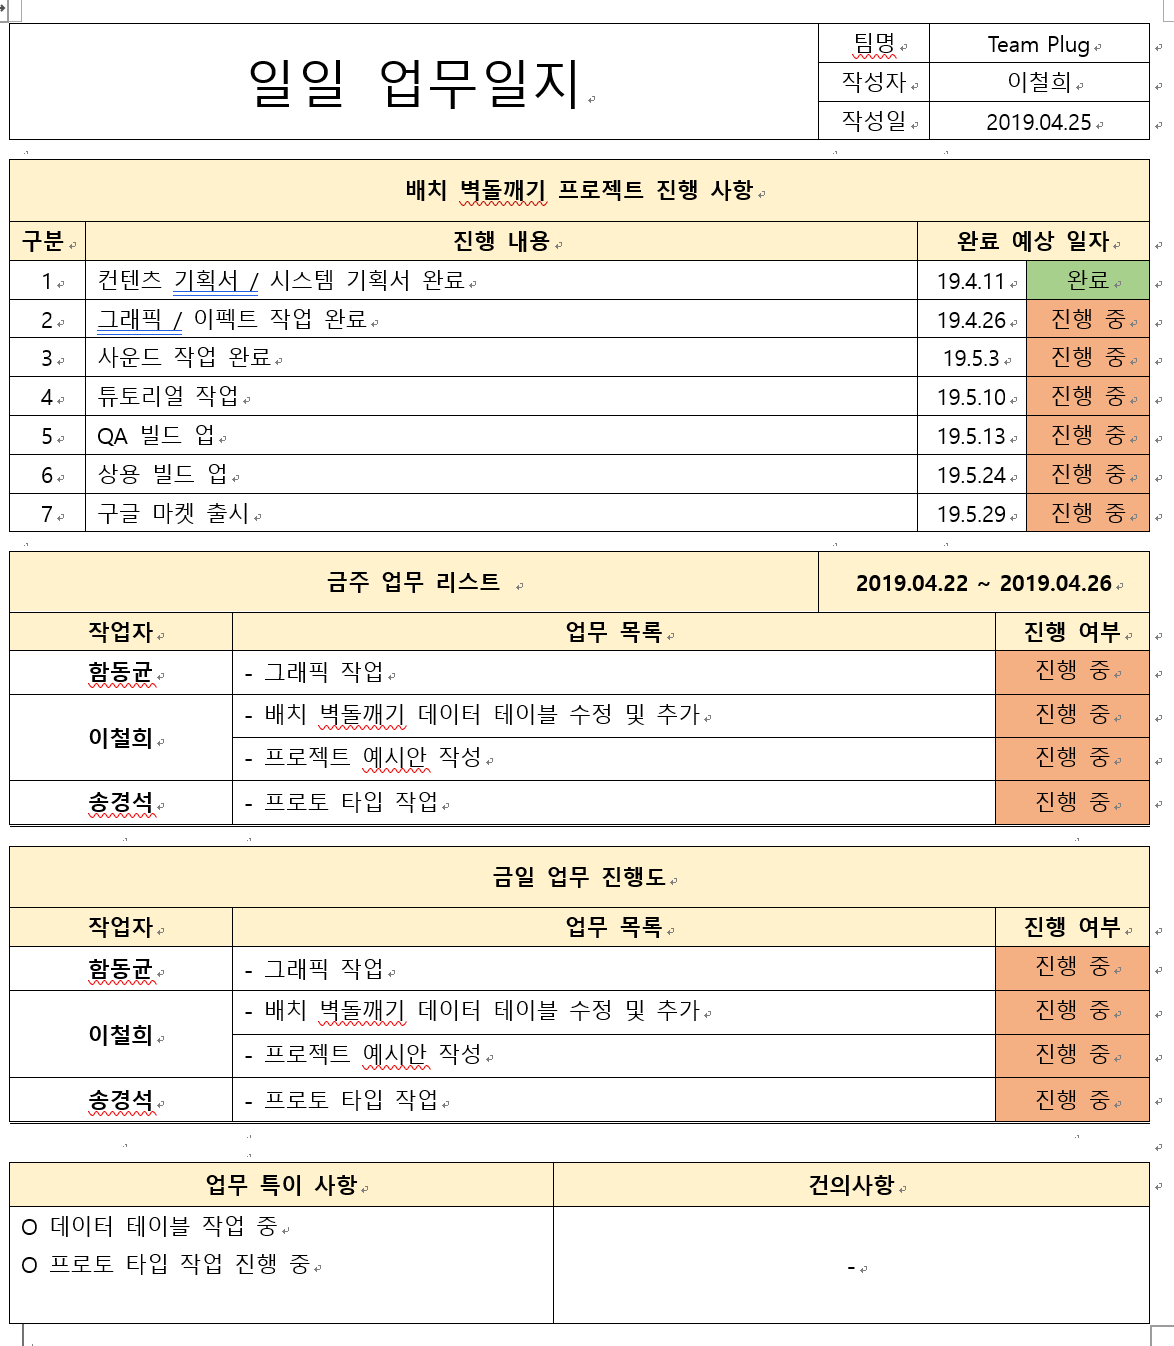 일일 업무일지
팀명 Team Plug
작성자 이철희
작성일 2019.04.25
배치 벽돌깨기 프로젝트 진행 사항
구분 진행 내용 완료 예상 일자
1 컨텐츠 기획서 / 시스템 기획서 완료 19.4.11 완료
2 그래픽 / 이펙트 작업 완료 19.4.26 진행 중
3 사운드 작업 완료 19.5.3 진행 중
4 튜토리얼 작업 19.5.10 진행 중
5 QA 빌드 업 19.5.13 진행 중
6 상용 빌드 업 19.5.24 진행 중
7 구글 마켓 출시 19.5.29 진행 중
금주 업무 리스트 2019.04.22 ~ 2019.04.26
작업자 업무 목록 진행 여부
함동균 - 그래픽 작업 진행 중
이철희 - 배치 벽돌깨기 데이터 테이블 수정 및 추가 진행 중
- 프로젝트 예시안 작성 진행 중
송경석 - 프로토 타입 작업 진행 중
금일 업무 진행도
작업자 업무 목록 진행 여부
함동균 - 그래픽 작업 진행 중
이철희 - 배치 벽돌깨기 데이터 테이블 수정 및 추가 진행 중
- 프로젝트 예시안 작성 진행 중
송경석 - 프로토 타입 작업 진행 중
업무 특이 사항 건의사항
O 데이터 테이블 작업 중
O 프로토 타입 작업 진행 중
-